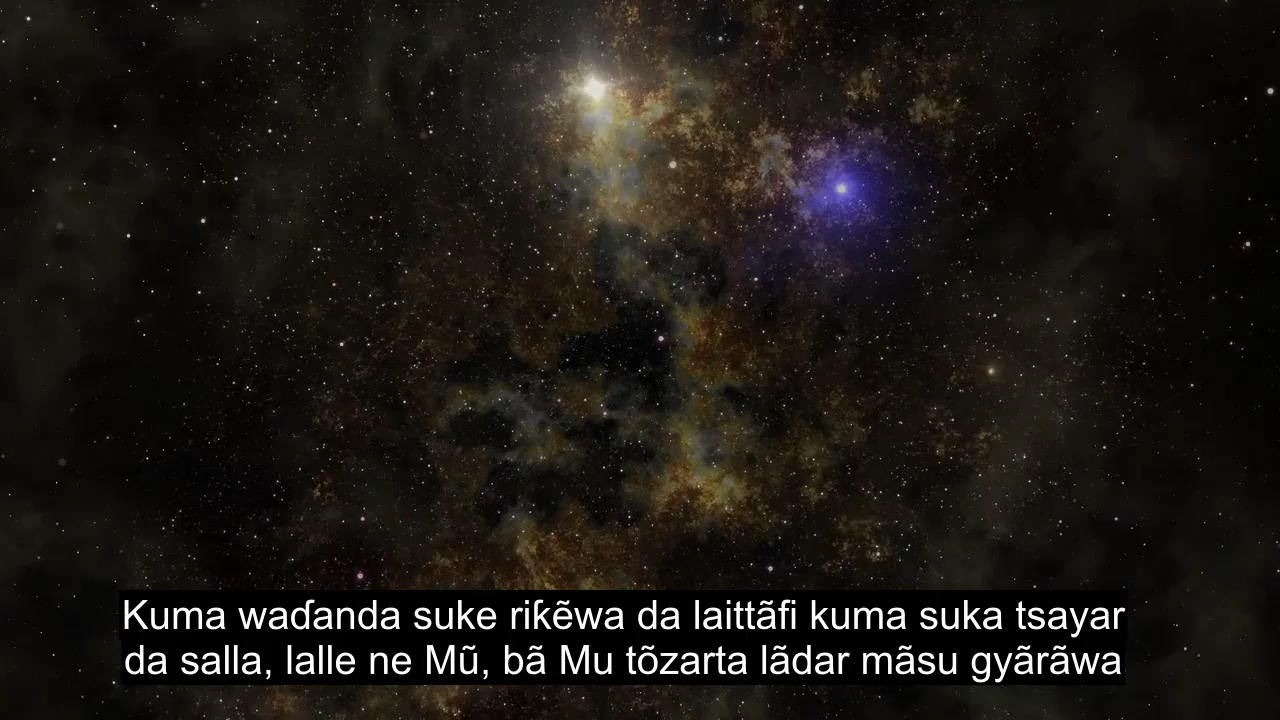 Kuma waɗanda suke riƙẽwa da laittãfi kuma suka tsayar
da salla, lalle ne Mũ, bã Mu tõzarta lãdar mãsu gyãrãwa